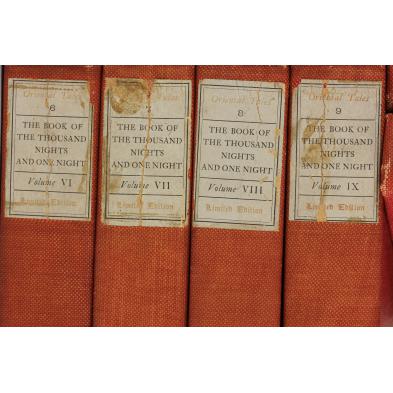 Oriental Tales
6
THE BOOK OF
THE THOUSAND
NIGHTS
AND ONE NIGHT
Volume VI
Limited Edition
Tales
THE BOOK OF
THE THOUSAND
NIGHTS
AND ONE NIGHT
Volume VII
Limited Edition
Oriental Tales
8
THE BOOK OF
THE THOUSAND
NIGHTS
AND ONE NIGHT
Volume VIII
Limited Edition
Oriental Tales
9
THE BOOK OF
THE THOUSAND
NIGHTS
AND ONE NIGHT
Volume IX
Limited Edition